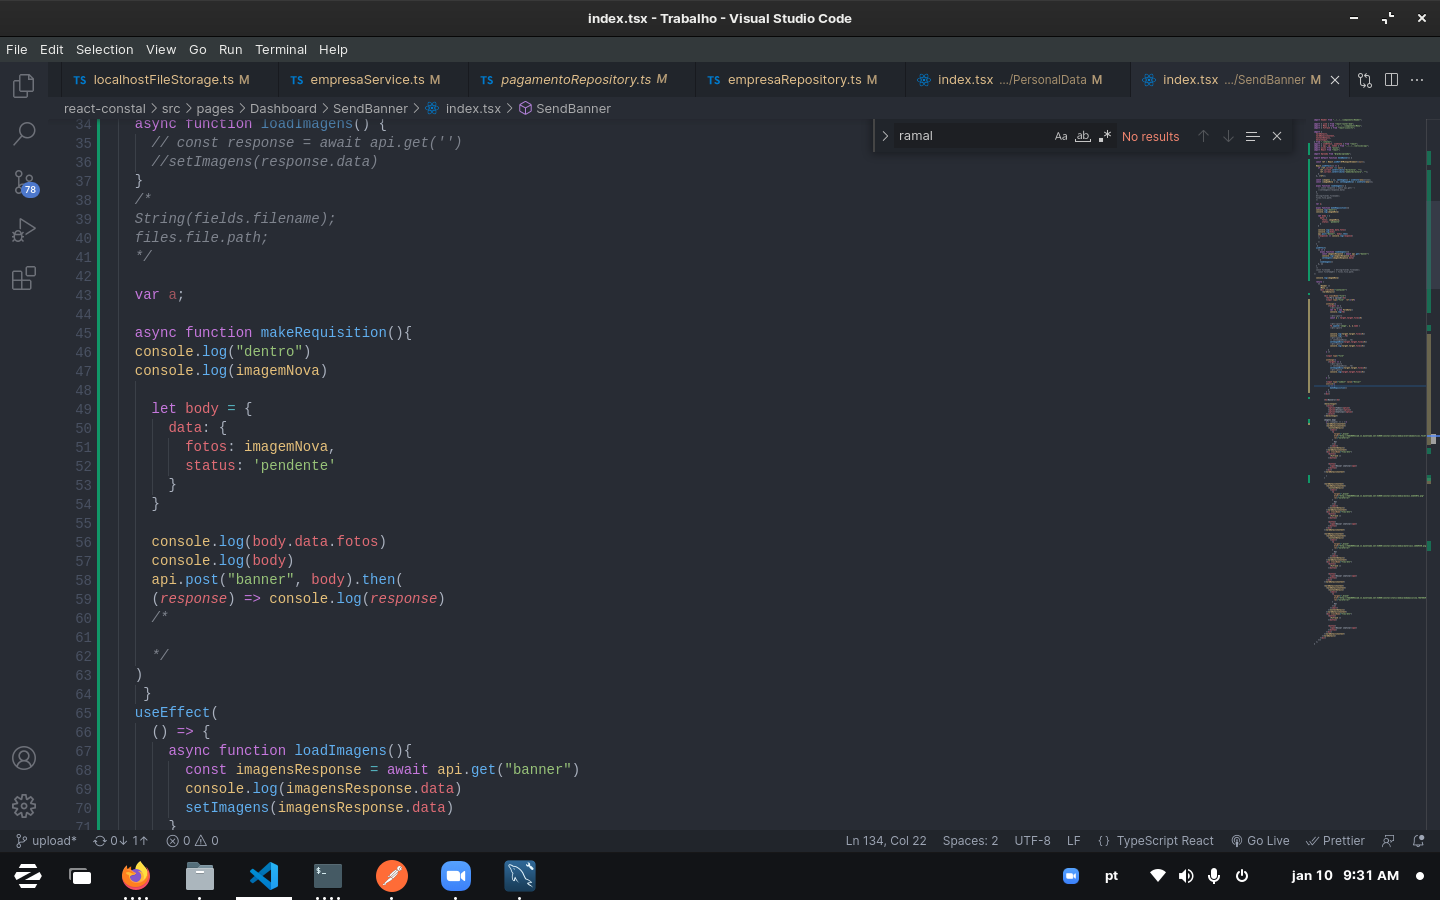 index.tsx - Trabalho - Visual Studio Code
File Edit Selection View Go Run Terminal Help
TS localhostFileStorage.ts M TS empresaService.ts M TS pagamentoRepository.ts M TS empresaRepository.ts M index.tsx .../PersonalData M index.tsx .../SendBanner M
react-constal > src > pages > Dashboard > SendBanner > index.tsx > SendBanner
ramal Aa ab No results
34 async function loadImagens() {
35 // const response = await api.get('')
36 //setImagens(response.data)
37 }
38 /*
39 String(fields.filename);
40 files.file.path;
41 */
42
43 var a;
44
45 async function makeRequisition(){
46 console.log("dentro")
47 console.log(imagemNova)
48
49 let body = {
50 data: {
51 fotos: imagemNova,
52 status: 'pendente'
53 }
54 }
55
56 console.log(body.data.fotos)
57 console.log(body)
58 api.post("banner", body).then(
59 (response) => console.log(response)
60 /*
61
62 */
63 )
64 }
65 useEffect(
66 () => {
67 async function loadImagens(){
68 const imagensResponse = await api.get("banner")
69 console.log(imagensResponse.data)
70 setImagens(imagensResponse.data)
71 }
78
upload* 0↓ 1↑ 0 0 Ln 134, Col 22 Spaces: 2 UTF-8 LF {} TypeScript React Go Live Prettier
$_ pt jan 10 9:31 AM